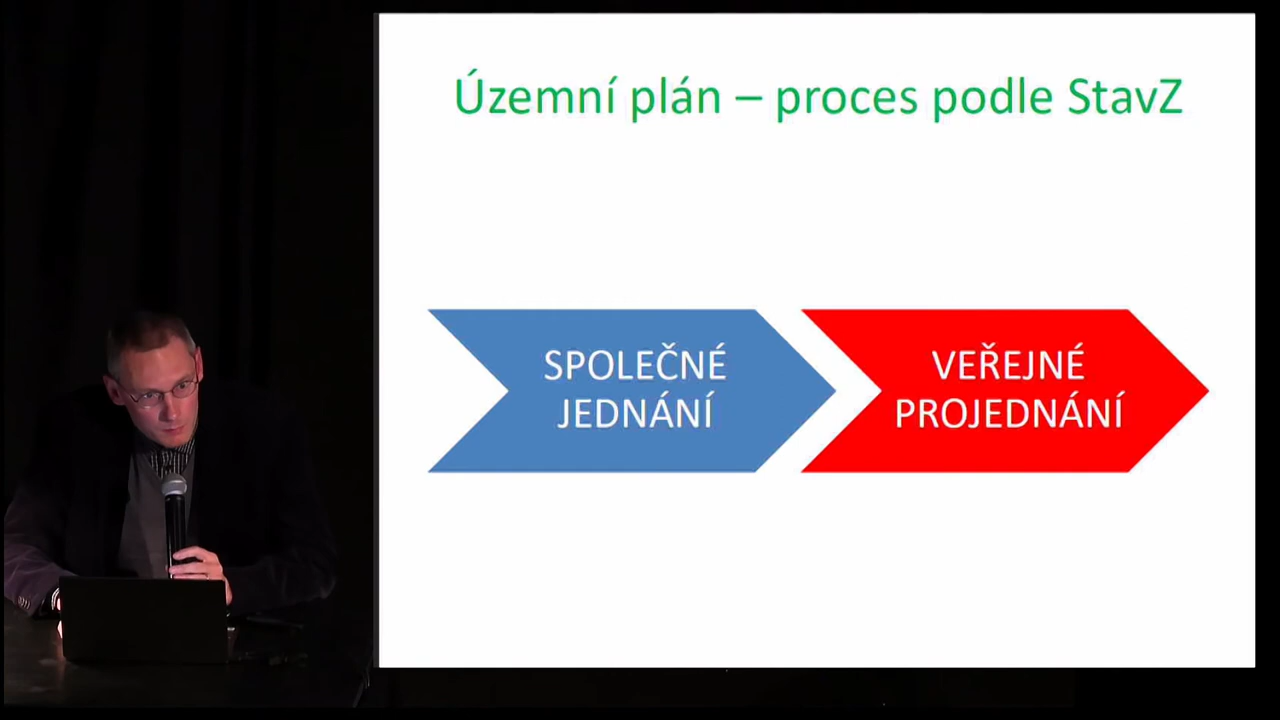 Územní plán – proces podle StavZ
SPOLEČNÉ
JEDNÁNÍ
VEŘEJNÉ
PROJEDNÁNÍ